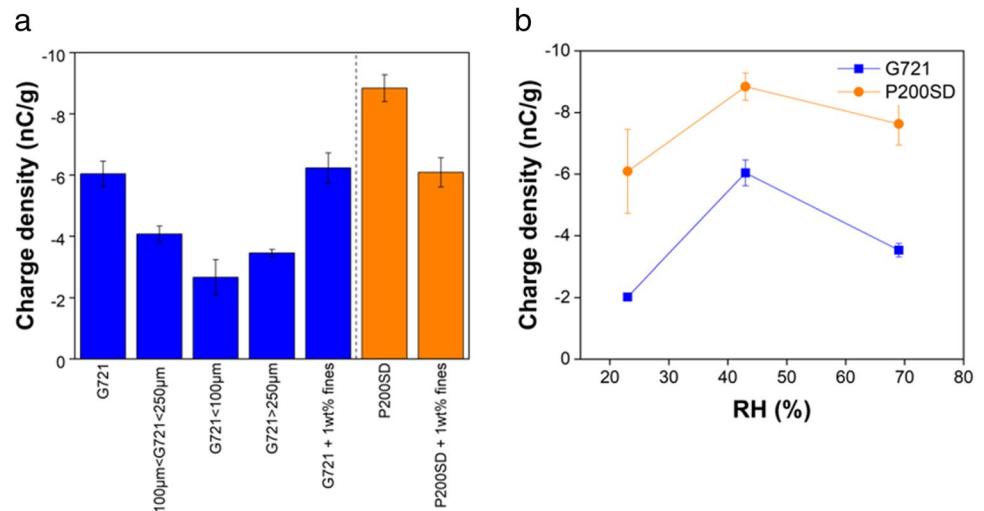 a
Charge density (nC/g)
-10
-8
-6
-4
-2
0
G721
100μm<G721<250μm
G721<100μm
G721>250μm
G721 + 1wt% fines
P200SD
P200SD + 1wt% fines
b
Charge density (nC/g)
-10
-8
-6
-4
-2
0
G721
P200SD
20 30 40 50 60 70 80
RH (%)